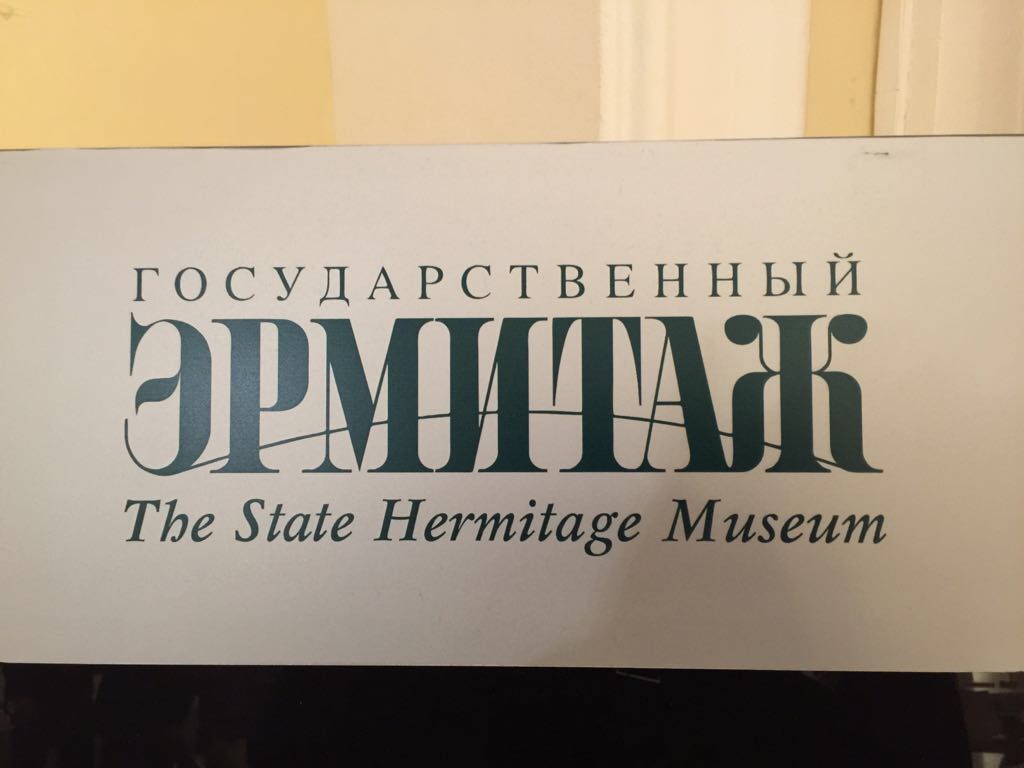 ГОСУДАРСТВЕННЫЙ
ЭРМИТАЖ
The State Hermitage Museum